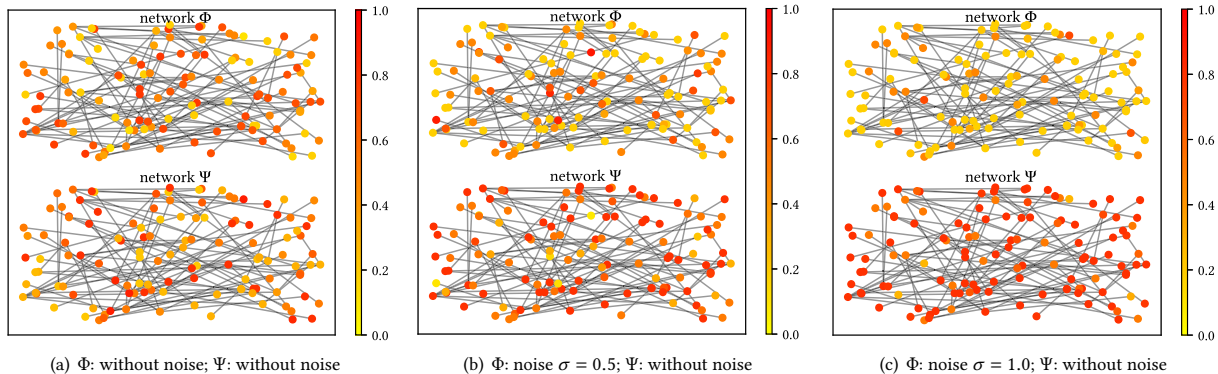 network Φ
1.0
0.8
0.6
0.4
network Ψ
0.2
0.0
(a) Φ: without noise; Ψ: without noise
network Φ
1.0
0.8
0.6
0.4
network Ψ
0.2
0.0
(b) Φ: noise σ = 0.5; Ψ: without noise
network Φ
1.0
0.8
0.6
0.4
network Ψ
0.2
0.0
(c) Φ: noise σ = 1.0; Ψ: without noise